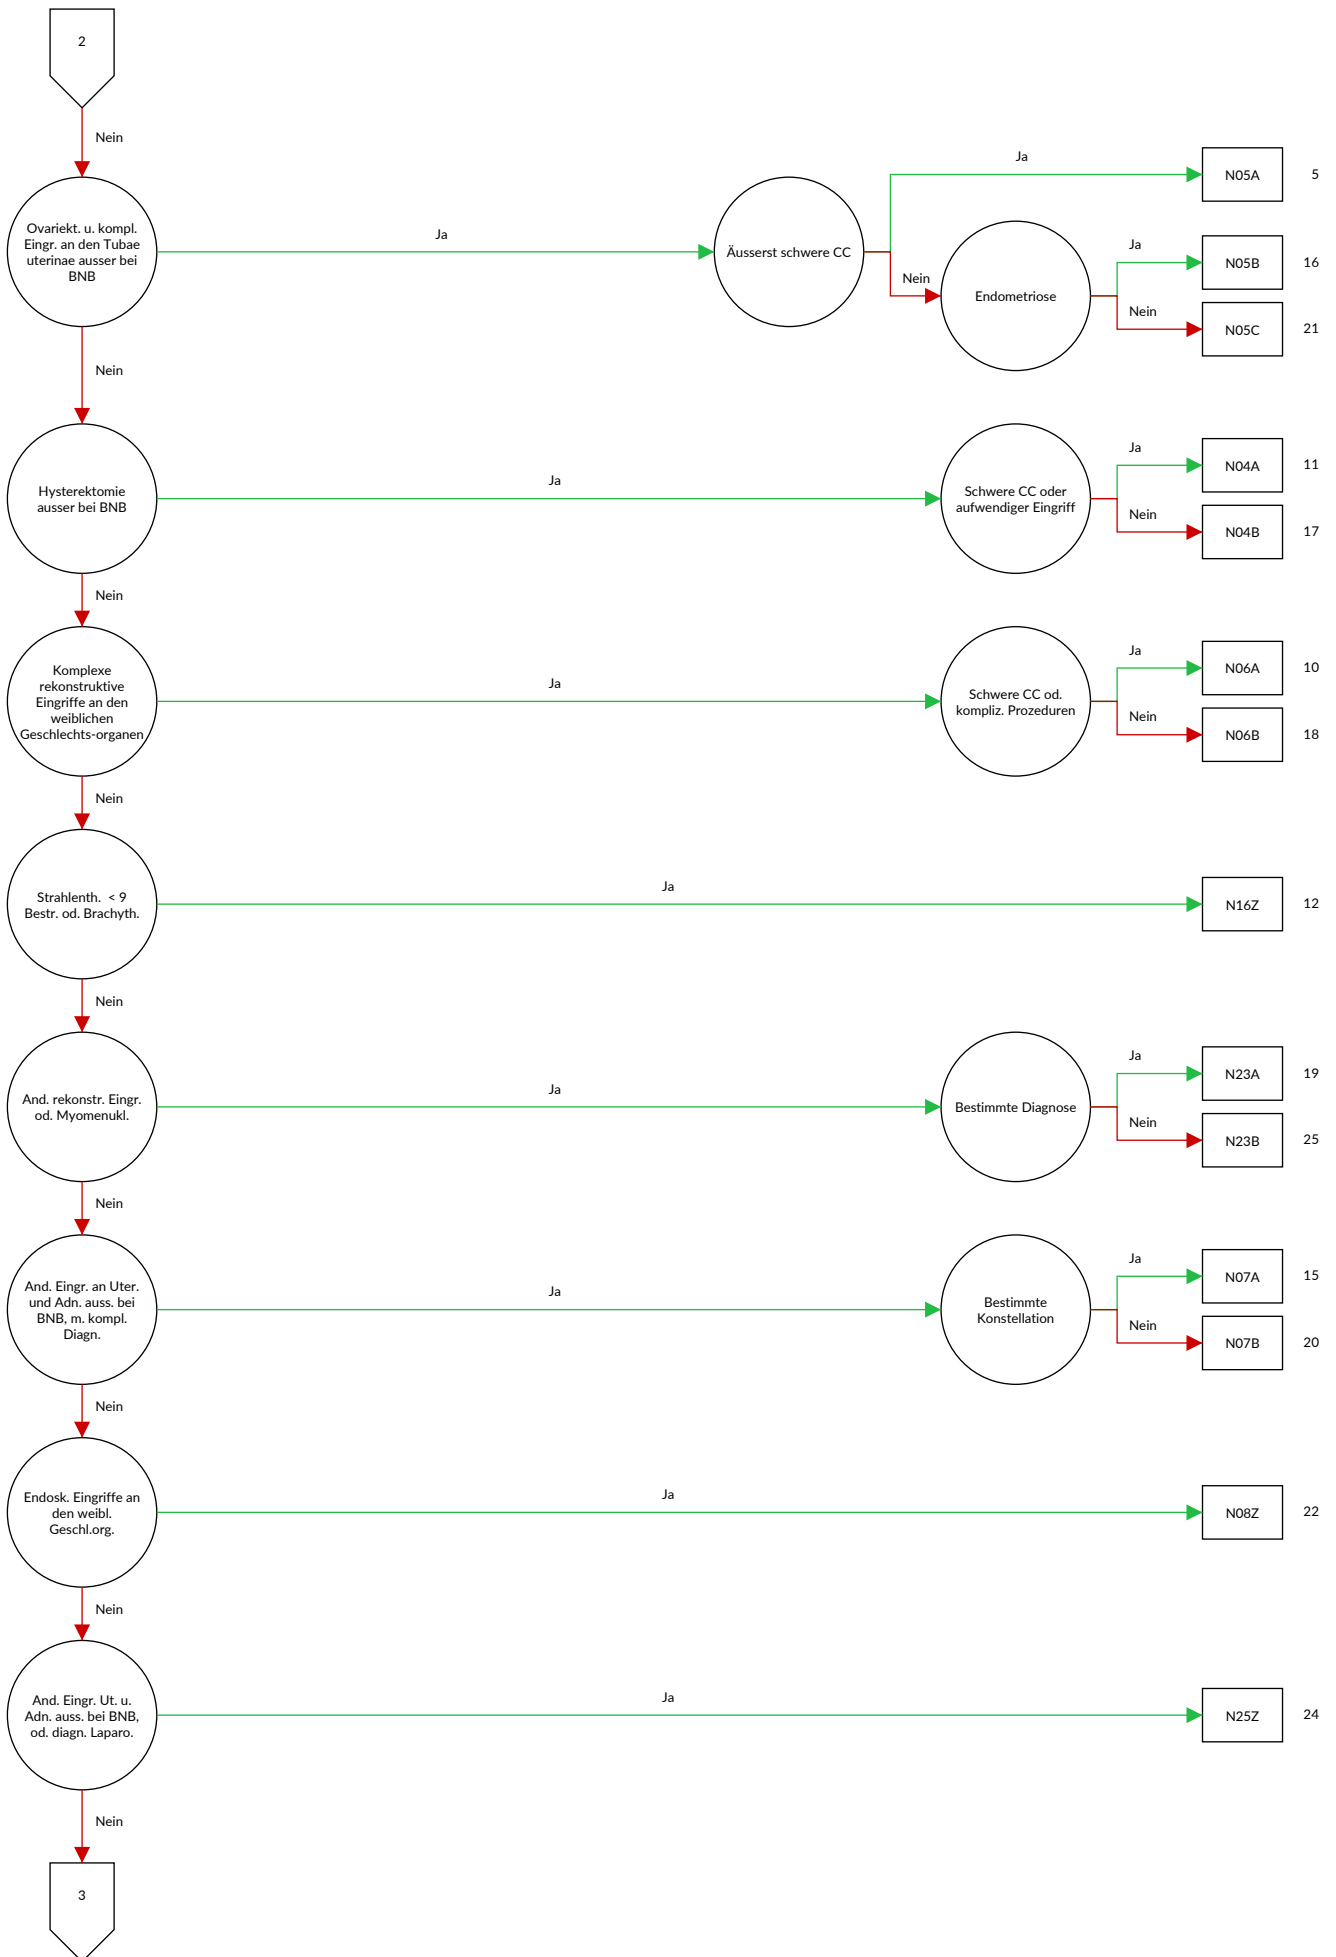 2
Nein
Ovariekt. u. kompl.
Eingr. an den Tubae
uterinae ausser bei
BNB
Ja
Äusserst schwere CC
Ja
N05A
5
Nein
Endometriose
Ja
N05B
16
Nein
N05C
21
Nein
Hysterektomie
ausser bei BNB
Ja
Schwere CC oder
aufwendiger Eingriff
Ja
N04A
11
Nein
N04B
17
Nein
Komplexe
rekonstruktive
Eingriffe an den
weiblichen
Geschlechts-organen
Ja
Schwere CC od.
kompliz. Prozeduren
Ja
N06A
10
Nein
N06B
18
Nein
Strahlenth. < 9
Bestr. od. Brachyth.
Ja
N16Z
12
Nein
And. rekonstr. Eingr.
od. Myomenukl.
Ja
Bestimmte Diagnose
Ja
N23A
19
Nein
N23B
25
Nein
And. Eingr. an Uter.
und Adn. auss. bei
BNB, m. kompl.
Diagn.
Ja
Bestimmte
Konstellation
Ja
N07A
15
Nein
N07B
20
Nein
Endosk. Eingriffe an
den weibl.
Geschl.org.
Ja
N08Z
22
Nein
And. Eingr. Ut. u.
Adn. auss. bei BNB,
od. diagn. Laparo.
Ja
N25Z
24
Nein
3